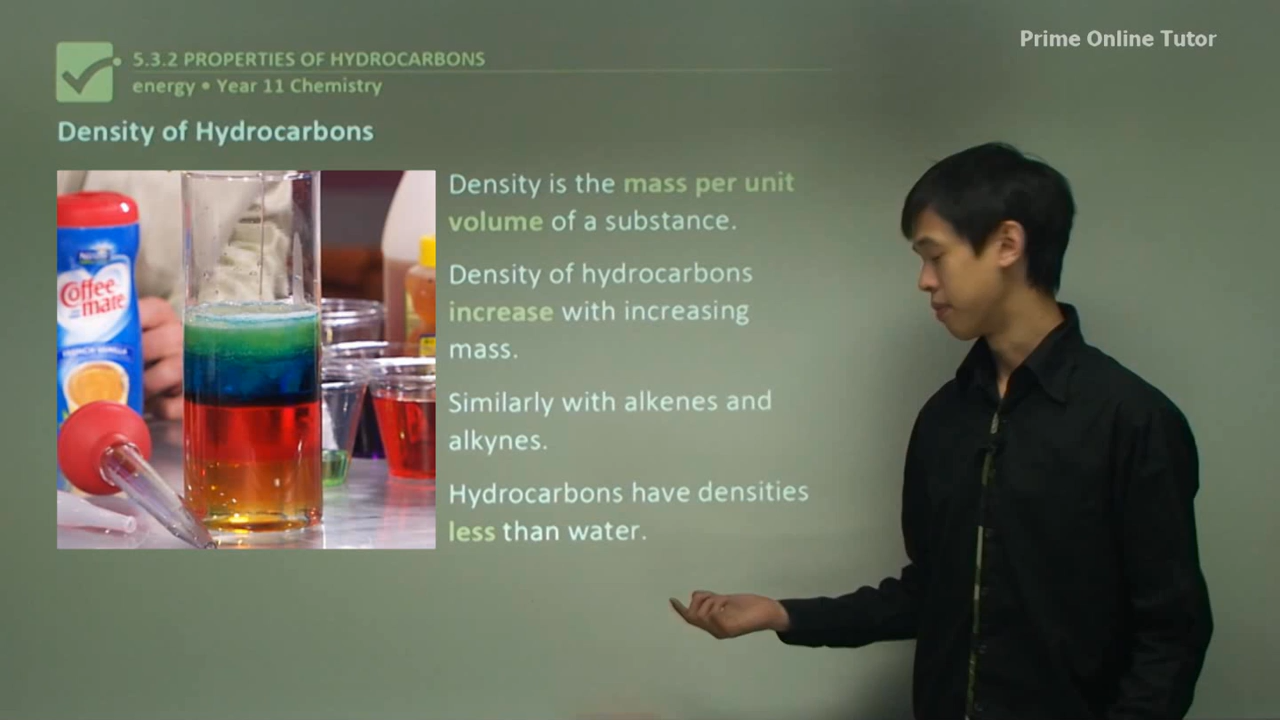 Prime Online Tutor
5.3.2 PROPERTIES OF HYDROCARBONS
energy • Year 11 Chemistry
Density of Hydrocarbons
Density is the mass per unit
volume of a substance.
Density of hydrocarbons
increase with increasing
mass.
Similarly with alkenes and
alkynes.
Hydrocarbons have densities
less than water.
Nestlé
Coffee
mate